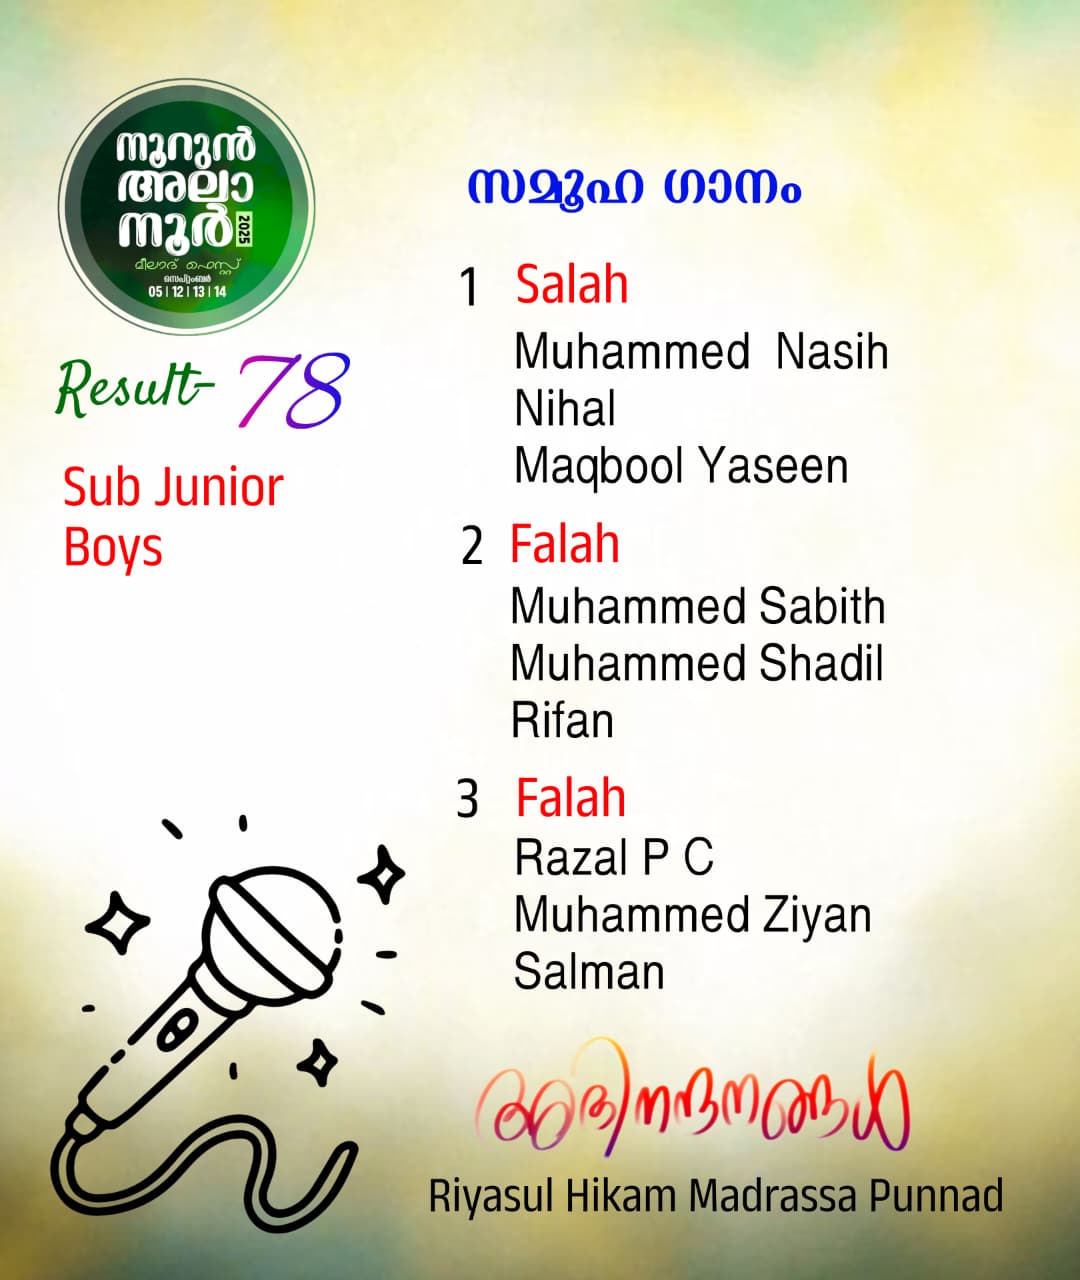 നൂറുൻ
അലാ
നൂർ 2025
മീലാദ് ഫെസ്റ്റ്
സെപ്റ്റംബർ
05 | 12 | 13 | 14
Result- 78
Sub Junior
Boys
സമൂഹ ഗാനം
1 Salah
Muhammed Nasih
Nihal
Maqbool Yaseen
2 Falah
Muhammed Sabith
Muhammed Shadil
Rifan
3 Falah
Razal P C
Muhammed Ziyan
Salman
അഭിനന്ദനങ്ങൾ
Riyasul Hikam Madrassa Punnad